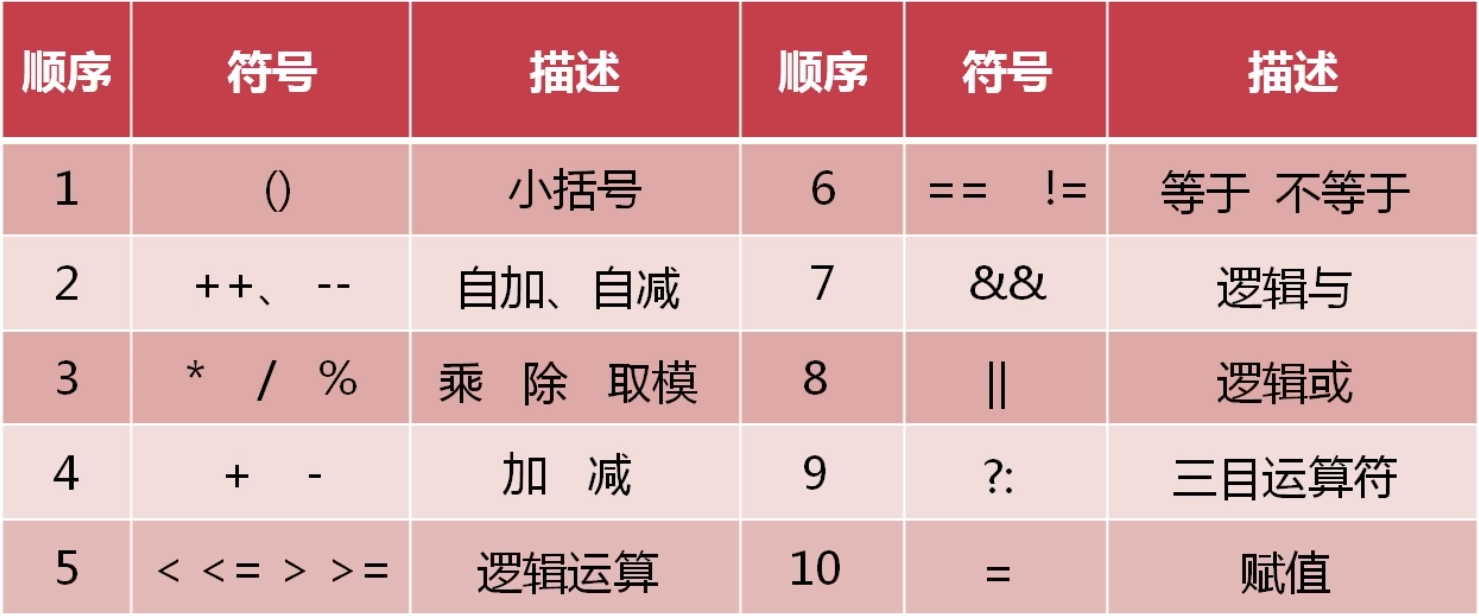 顺序 符号 描述 顺序 符号 描述
1 () 小括号 6 == != 等于 不等于
2 ++、 -- 自加、自减 7 && 逻辑与
3 * / % 乘 除 取模 8 || 逻辑或
4 + - 加 减 9 ?: 三目运算符
5 < <= > >= 逻辑运算 10 = 赋值